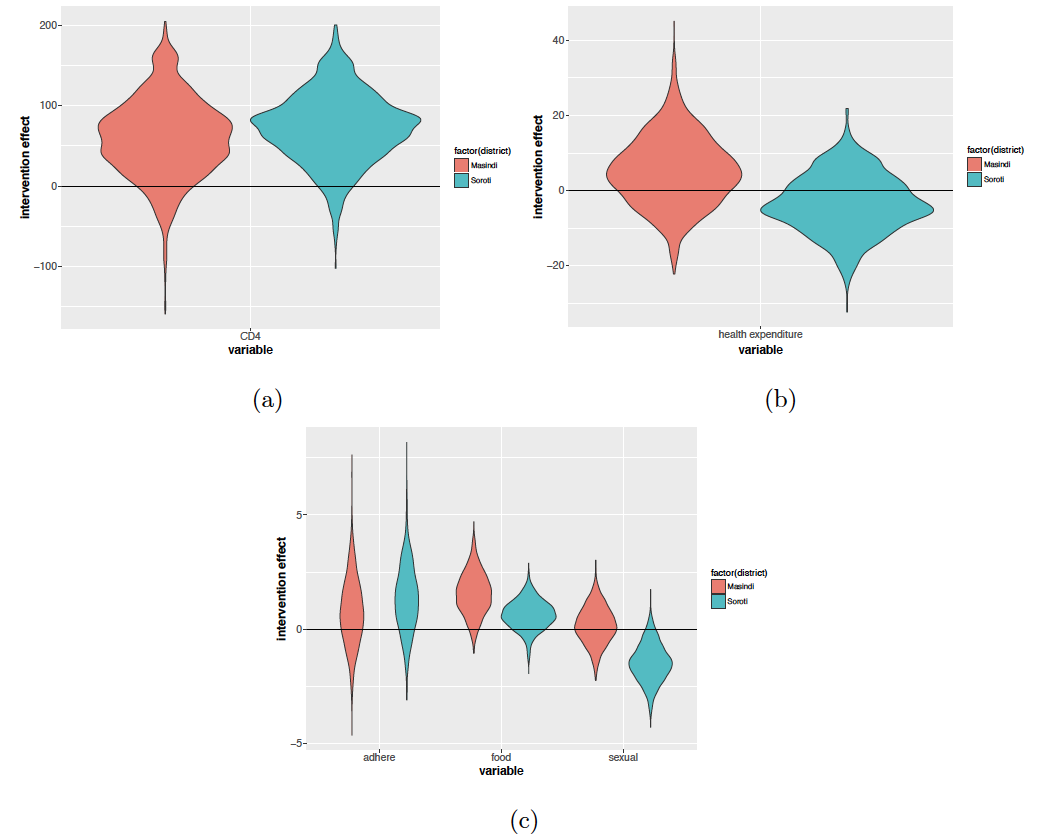 200
100
0
−100
intervention effect
CD4
variable
factor(district)
Masindi
Soroti
(a)
40
20
0
−20
intervention effect
health expenditure
variable
factor(district)
Masindi
Soroti
(b)
5
0
−5
intervention effect
adhere food sexual
variable
factor(district)
Masindi
Soroti
(c)